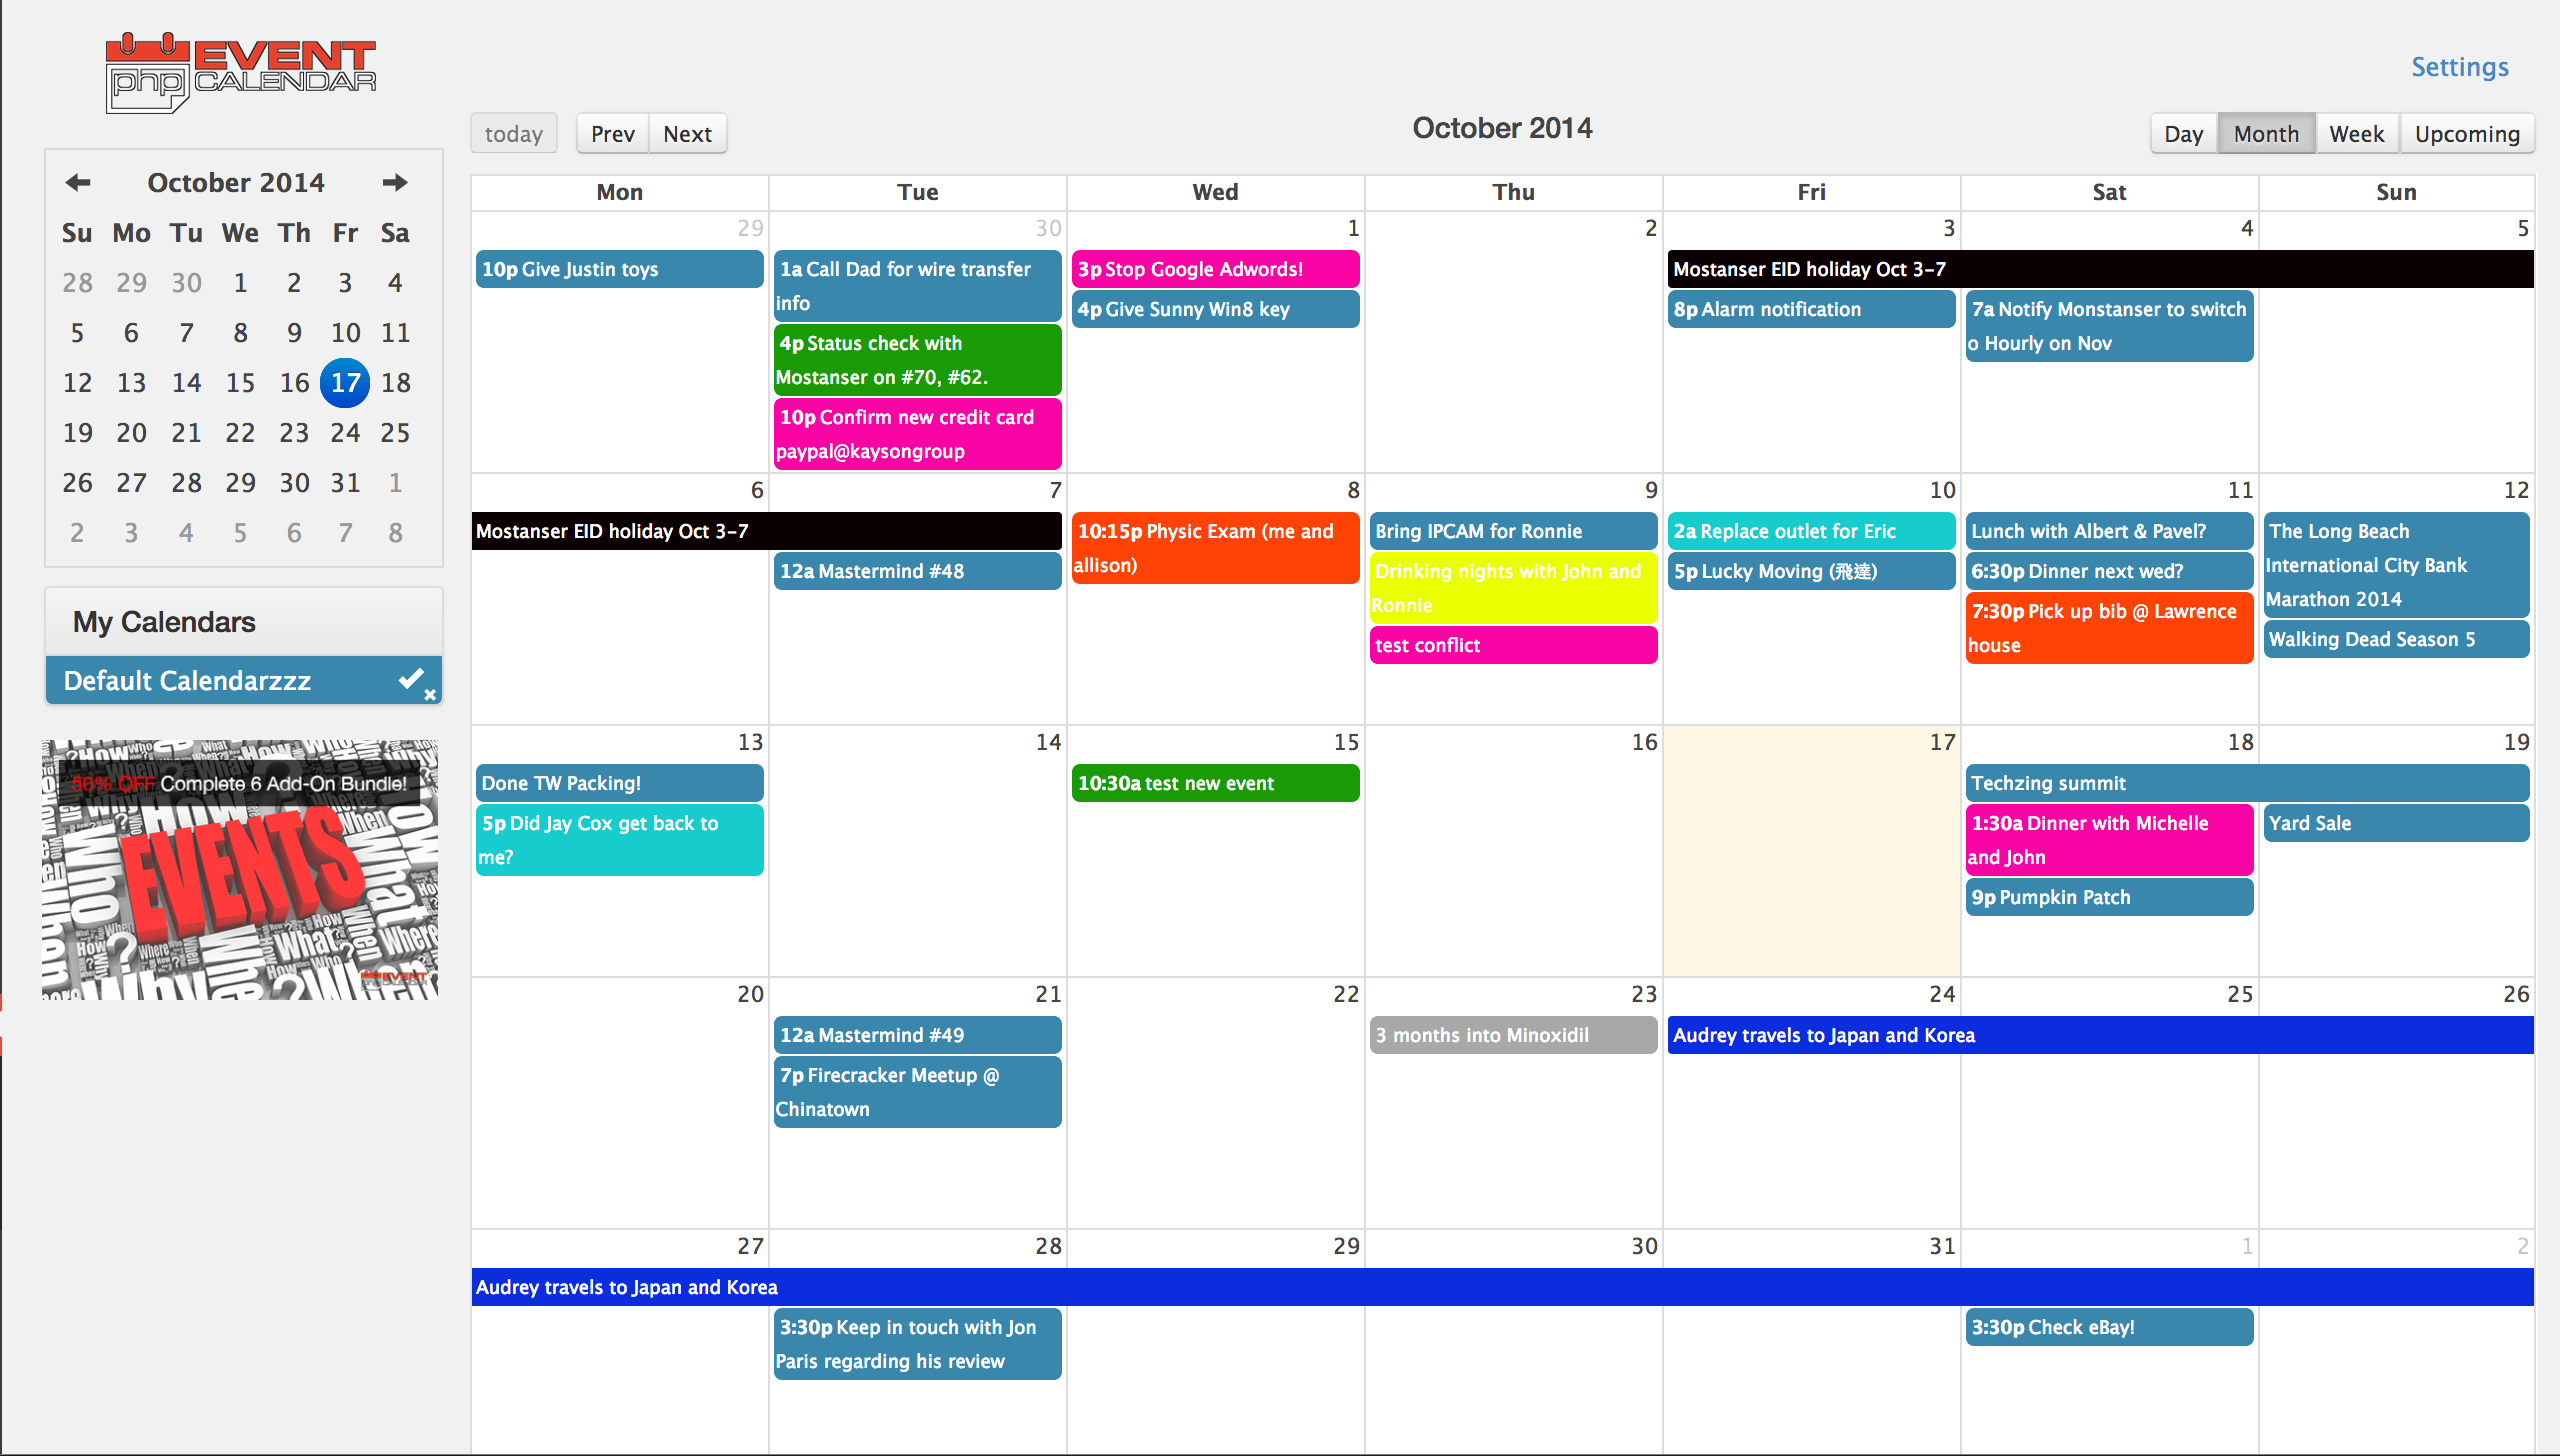 php EVENT CALENDAR
Settings
today Prev Next
October 2014
Day Month Week Upcoming
October 2014
Su Mo Tu We Th Fr Sa
28 29 30 1 2 3 4
5 6 7 8 9 10 11
12 13 14 15 16 17 18
19 20 21 22 23 24 25
26 27 28 29 30 31 1
2 3 4 5 6 7 8
My Calendars
Default Calendarzzz
50% OFF Complete 6 Add-On Bundle!
EVENTS
Mon Tue Wed Thu Fri Sat Sun
29 30 1 2 3 4 5
10p Give Justin toys
1a Call Dad for wire transfer
info
4p Status check with
Mostanser on #70, #62.
10p Confirm new credit card
paypal@kaysongroup
3p Stop Google Adwords!
4p Give Sunny Win8 key
Mostanser EID holiday Oct 3-7
8p Alarm notification
7a Notify Monstanser to switch
o Hourly on Nov
6 7 8 9 10 11 12
Mostanser EID holiday Oct 3-7
12a Mastermind #48
10:15p Physic Exam (me and
allison)
Bring IPCAM for Ronnie
Drinking nights with John and
Ronnie
test conflict
2a Replace outlet for Eric
5p Lucky Moving (飛達)
Lunch with Albert & Pavel?
6:30p Dinner next wed?
7:30p Pick up bib @ Lawrence
house
The Long Beach
International City Bank
Marathon 2014
Walking Dead Season 5
13 14 15 16 17 18 19
Done TW Packing!
5p Did Jay Cox get back to
me?
10:30a test new event
Techzing summit
1:30a Dinner with Michelle
and John
9p Pumpkin Patch
Yard Sale
20 21 22 23 24 25 26
12a Mastermind #49
7p Firecracker Meetup @
Chinatown
3 months into Minoxidil
Audrey travels to Japan and Korea
27 28 29 30 31 1 2
Audrey travels to Japan and Korea
3:30p Keep in touch with Jon
Paris regarding his review
3:30p Check eBay!